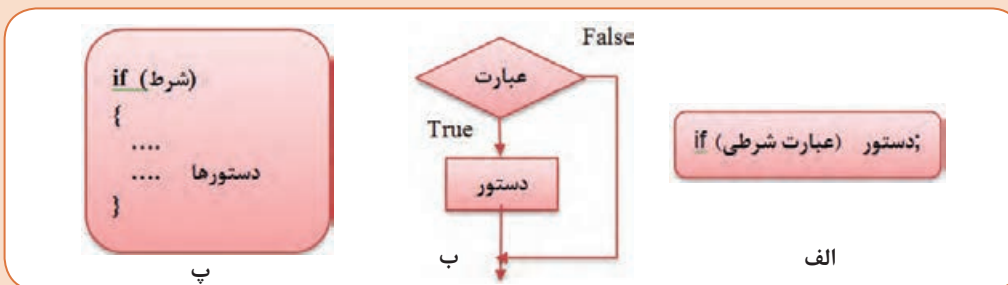 if (عبارت شرطی) دستور;
الف
False
عبارت
True
دستور
ب
if (شرط)
{
....
.... دستورها
}
پ